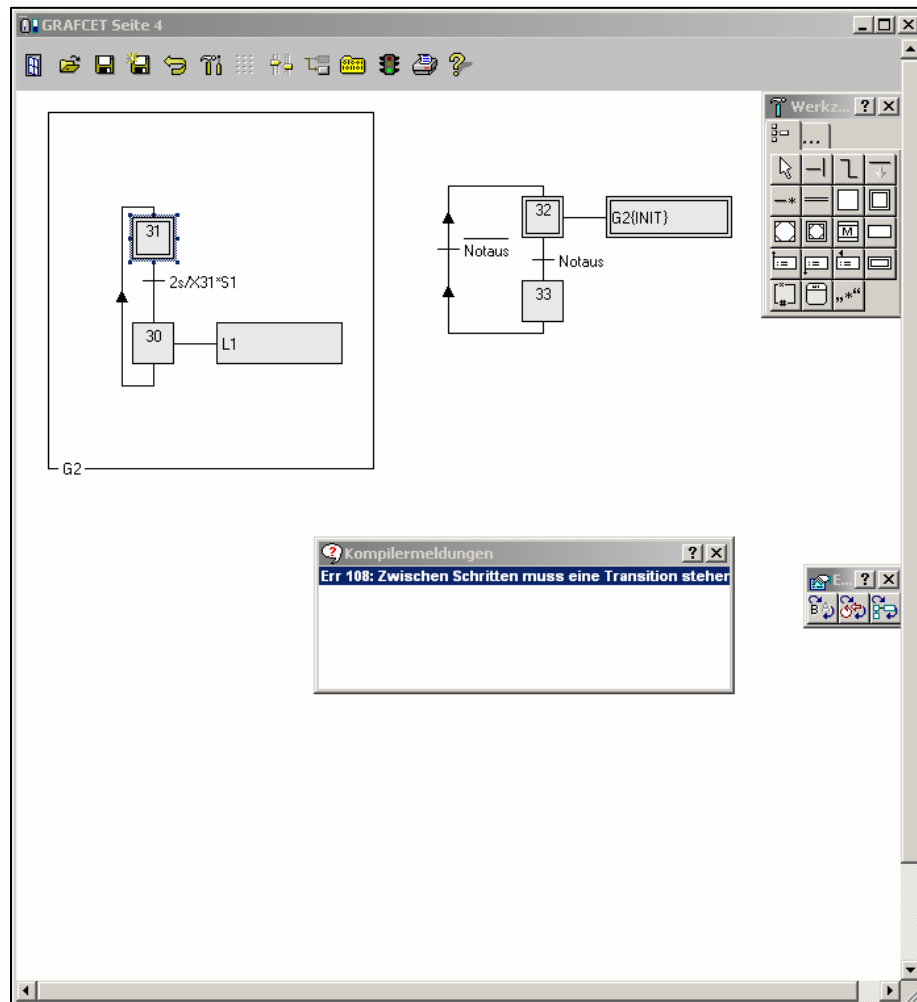 GRAFCET Seite 4
Werkz...
...
31
2s/X31*S1
30
L1
G2
32
G2{INIT}
Notaus
Notaus
33
M
„*“
Kompilermeldungen
Err 108: Zwischen Schritten muss eine Transition stehen
E...
B A